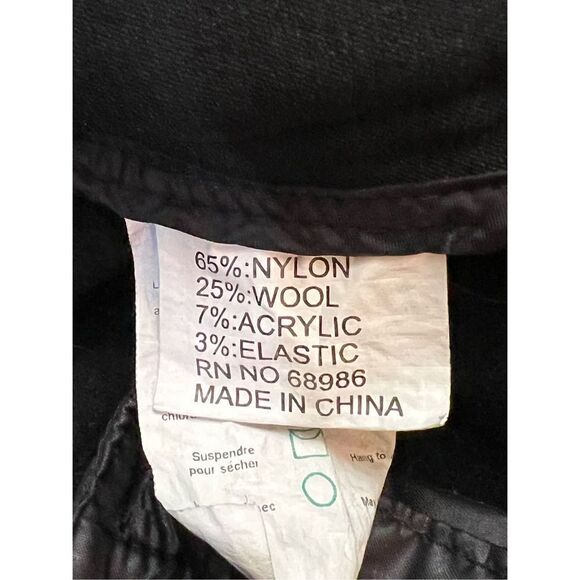 65%:NYLON
25%:WOOL
7%:ACRYLIC
3%:ELASTIC
RN NO 68986
MADE IN CHINA
Suspendre
pour sécher
Hang to